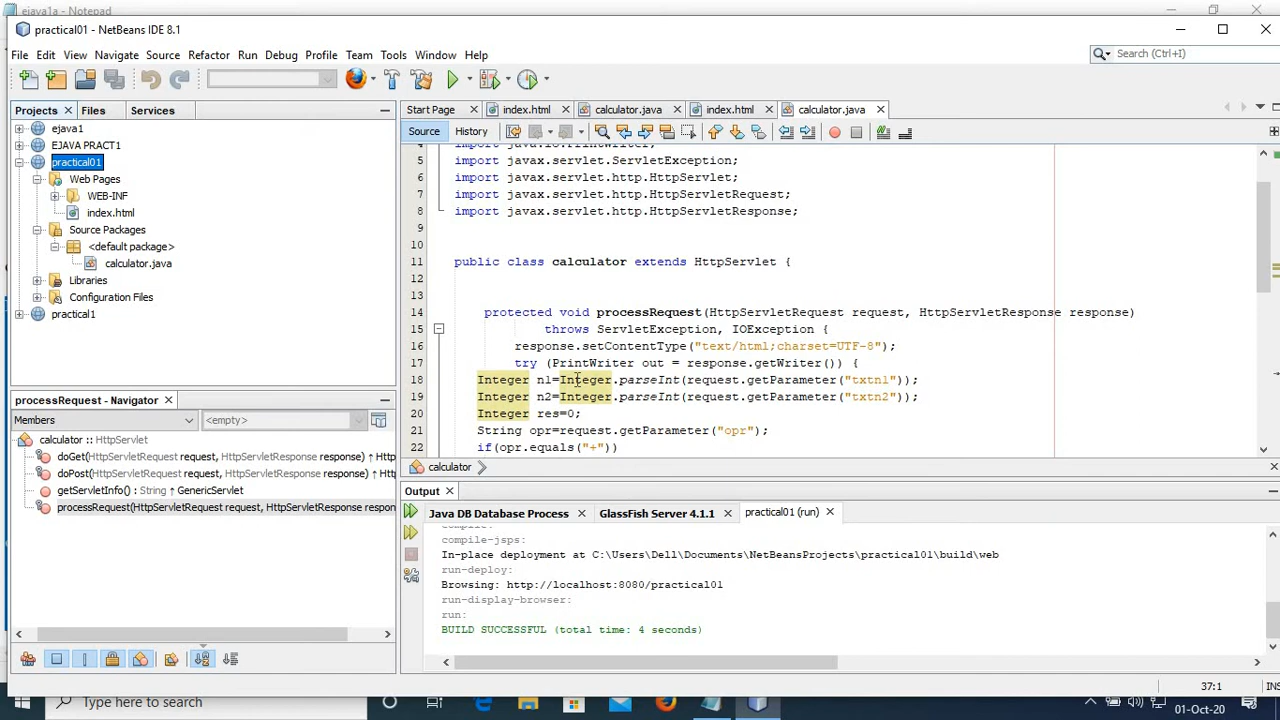 ejava1a - Notepad
practical01 - NetBeans IDE 8.1
File Edit View Navigate Source Refactor Run Debug Profile Team Tools Window Help
Search (Ctrl+I)
Projects Files Services
ejava1
EJAVA PRACT1
practical01
Web Pages
WEB-INF
index.html
Source Packages
<default package>
calculator.java
Libraries
Configuration Files
practical1
processRequest - Navigator
Members
<empty>
calculator :: HttpServlet
doGet(HttpServletRequest request, HttpServletResponse response) ↑ Htt
doPost(HttpServletRequest request, HttpServletResponse response) ↑ H
getServletInfo() : String ↑ GenericServlet
processRequest(HttpServletRequest request, HttpServletResponse respon
Start Page index.html calculator.java index.html calculator.java
Source History
4 import java.io.PrintWriter;
5 import javax.servlet.ServletException;
6 import javax.servlet.http.HttpServlet;
7 import javax.servlet.http.HttpServletRequest;
8 import javax.servlet.http.HttpServletResponse;
9
10
11 public class calculator extends HttpServlet {
12
13
14 protected void processRequest(HttpServletRequest request, HttpServletResponse response)
15 throws ServletException, IOException {
16 response.setContentType("text/html;charset=UTF-8");
17 try (PrintWriter out = response.getWriter()) {
18 Integer n1=Integer.parseInt(request.getParameter("txtn1"));
19 Integer n2=Integer.parseInt(request.getParameter("txtn2"));
20 Integer res=0;
21 String opr=request.getParameter("opr");
22 if(opr.equals("+"))
calculator
Output
Java DB Database Process GlassFish Server 4.1.1 practical01 (run)
compile:
compile-jsps:
In-place deployment at C:\Users\Dell\Documents\NetBeansProjects\practical01\build\web
run-deploy:
Browsing: http://localhost:8080/practical01
run-display-browser:
run:
BUILD SUCCESSFUL (total time: 4 seconds)
37:1 INS
Type here to search
01-Oct-20